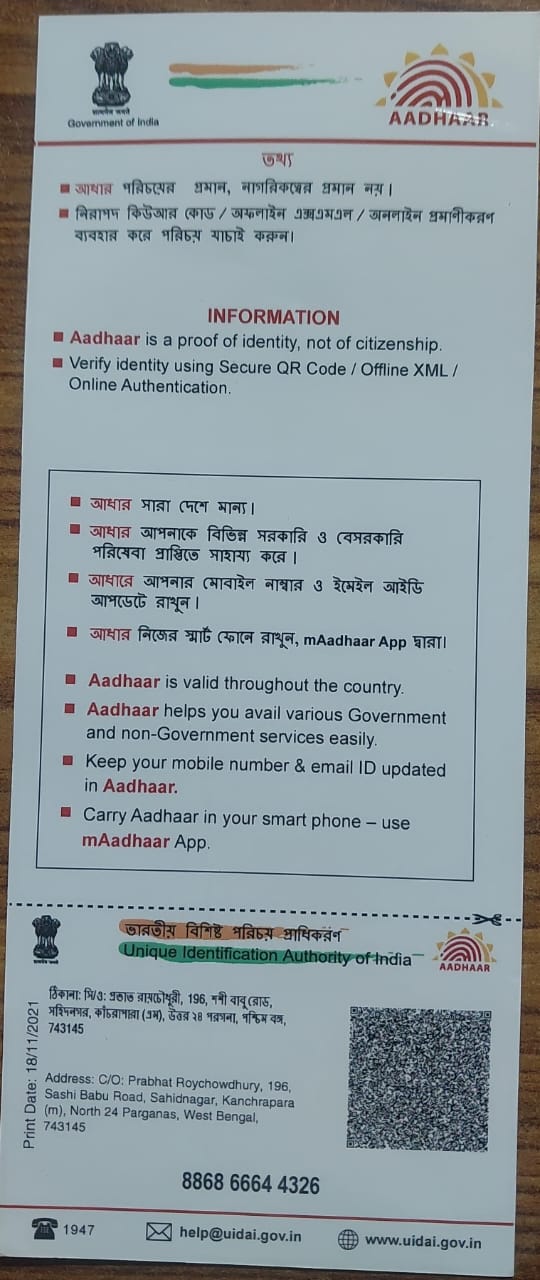 सत्यमेव जयते
Government of India
AADHAAR
তথ্য
আধার পরিচয়ের প্রমান, নাগরিকত্বের প্রমান নয়।
নিরাপদ কিউআর কোড / অফলাইন এক্সএমএল / অনলাইন প্রমাণীকরণ
ব্যবহার করে পরিচয় যাচাই করুন।
INFORMATION
Aadhaar is a proof of identity, not of citizenship.
Verify identity using Secure QR Code / Offline XML /
Online Authentication.
আধার সারা দেশে মান্য।
আধার আপনাকে বিভিন্ন সরকারি ও বেসরকারি
পরিষেবা প্রাপ্তিতে সাহায্য করে।
আধারে আপনার মোবাইল নাম্বার ও ইমেইল আইডি
আপডেট রাখুন।
আধার নিজের স্মার্ট ফোনে রাখুন, mAadhaar App দ্বারা।
Aadhaar is valid throughout the country.
Aadhaar helps you avail various Government
and non-Government services easily.
Keep your mobile number & email ID updated
in Aadhaar.
Carry Aadhaar in your smart phone – use
mAadhaar App.
ভারতীয় বিশিষ্ট পরিচয় প্রাধিকরণ
Unique Identification Authority of India
AADHAAR
ঠিকানা: সি/ও: প্রভাত রায়চৌধুরী, 196, শশী বাবু রোড,
সহিদনগর, কাঁচরাপারা (এম), উত্তর ২৪ পরগনা, পশ্চিম বঙ্গ,
743145
Address: C/O: Prabhat Roychowdhury, 196,
Sashi Babu Road, Sahidnagar, Kanchrapara
(m), North 24 Parganas, West Bengal,
743145
Print Date: 18/11/2021
8868 6664 4326
1947
help@uidai.gov.in
www.uidai.gov.in